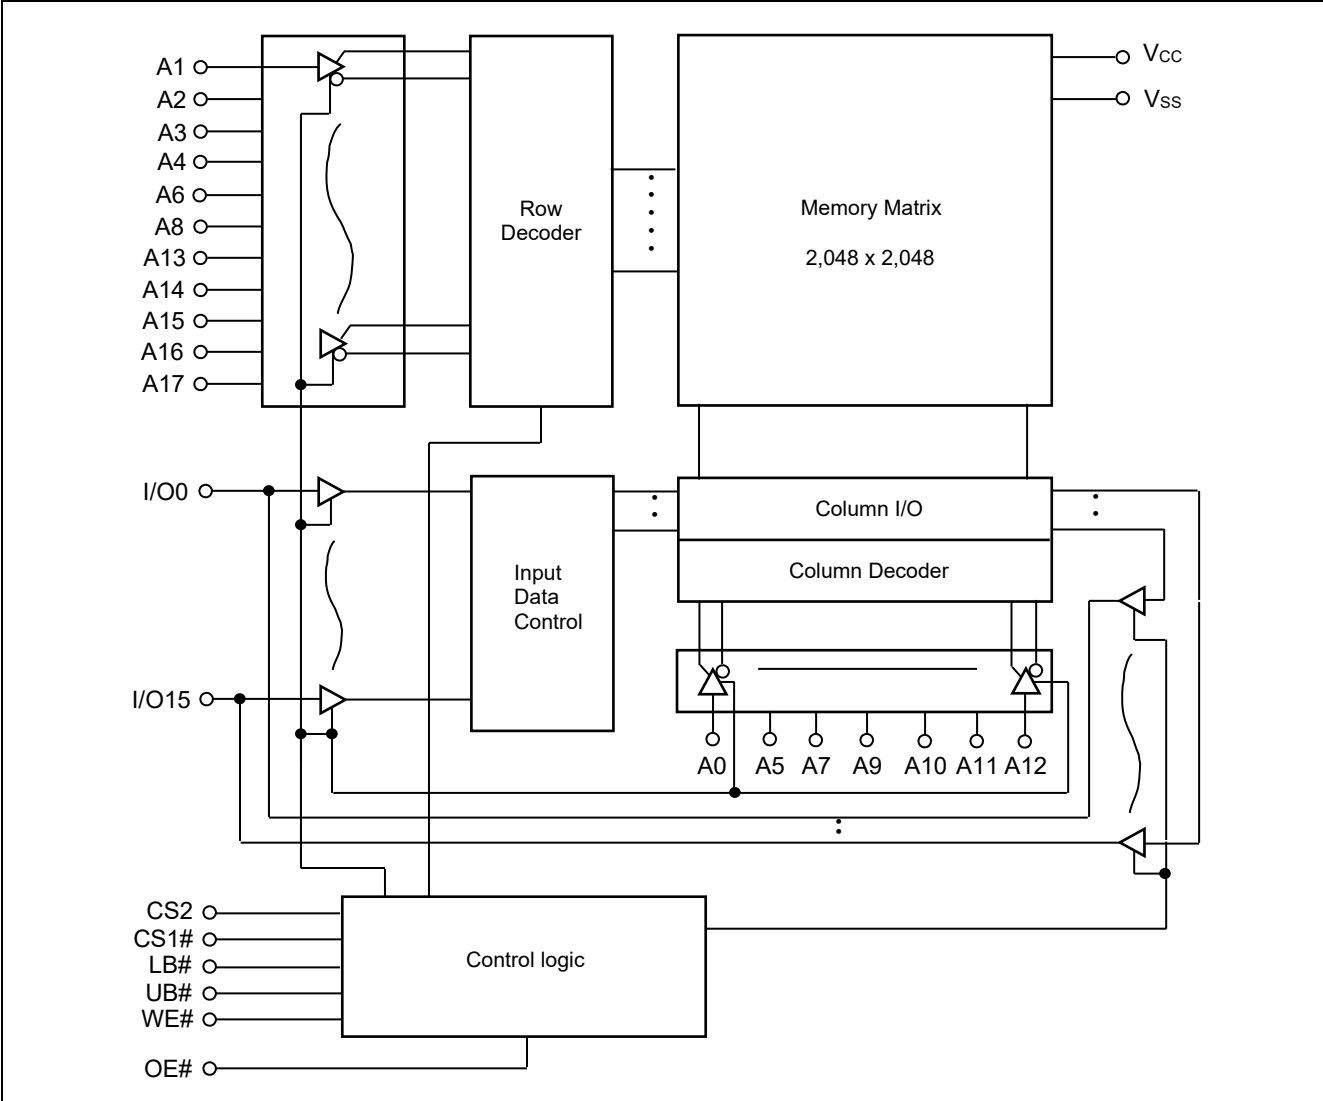 A1
A2
A3
A4
A6
A8
A13
A14
A15
A16
A17
Row
Decoder
Memory Matrix
2,048 x 2,048
VCC
VSS
I/O0
I/O15
Input
Data
Control
Column I/O
Column Decoder
A0 A5 A7 A9 A10 A11 A12
CS2
CS1#
LB#
UB#
WE#
OE#
Control logic